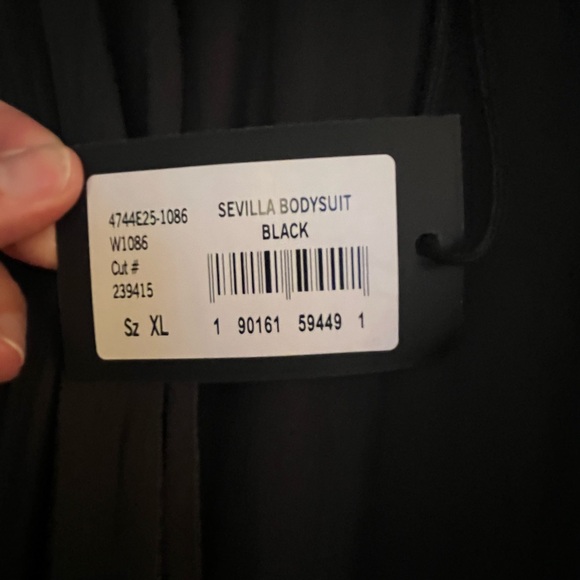 4744E25-1086
W1086
Cut #
239415
Sz XL
SEVILLA BODYSUIT
BLACK
1 90161 59449 1